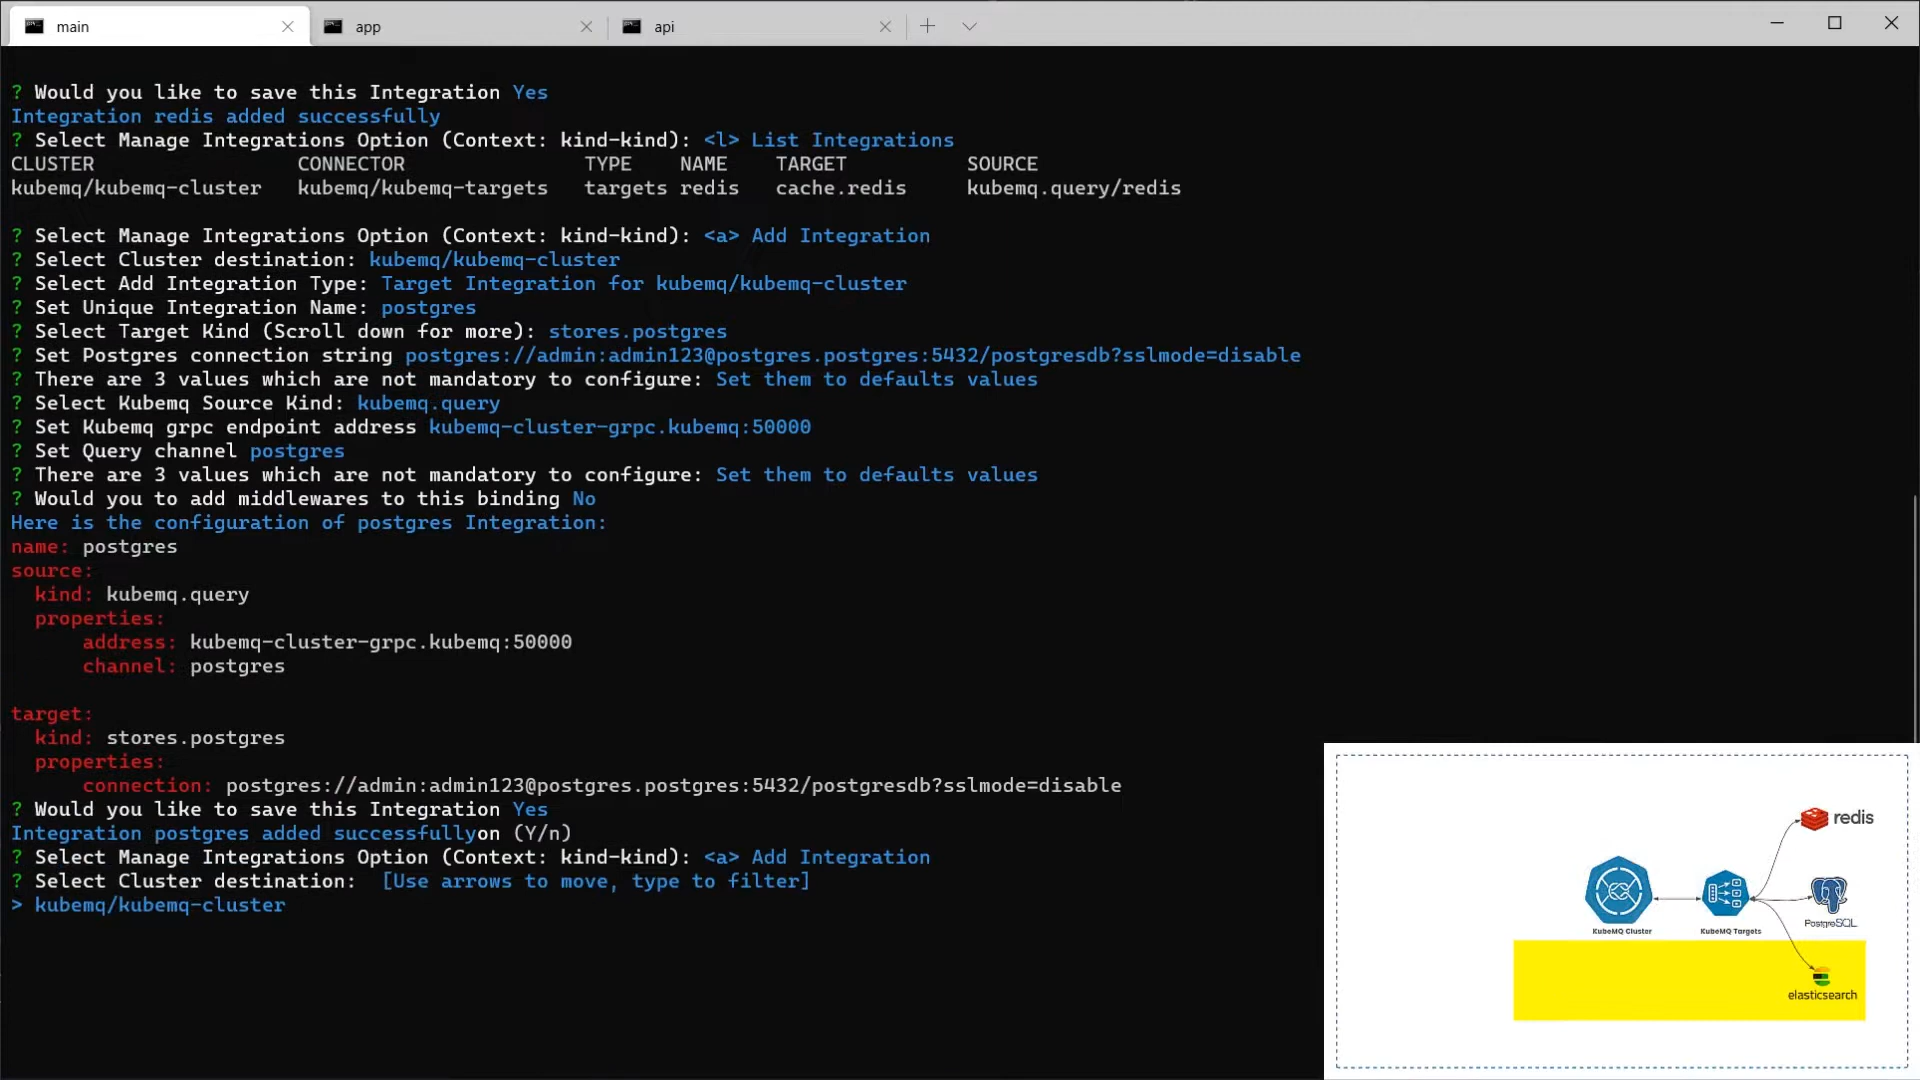 main
app
api
? Would you like to save this Integration Yes
Integration redis added successfully
? Select Manage Integrations Option (Context: kind-kind): <l> List Integrations
CLUSTER CONNECTOR TYPE NAME TARGET SOURCE
kubemq/kubemq-cluster kubemq/kubemq-targets targets redis cache.redis kubemq.query/redis
? Select Manage Integrations Option (Context: kind-kind): <a> Add Integration
? Select Cluster destination: kubemq/kubemq-cluster
? Select Add Integration Type: Target Integration for kubemq/kubemq-cluster
? Set Unique Integration Name: postgres
? Select Target Kind (Scroll down for more): stores.postgres
? Set Postgres connection string postgres://admin:admin123@postgres.postgres:5432/postgresdb?sslmode=disable
? There are 3 values which are not mandatory to configure: Set them to defaults values
? Select Kubemq Source Kind: kubemq.query
? Set Kubemq grpc endpoint address kubemq-cluster-grpc.kubemq:50000
? Set Query channel postgres
? There are 3 values which are not mandatory to configure: Set them to defaults values
? Would you to add middlewares to this binding No
Here is the configuration of postgres Integration:
name: postgres
source:
kind: kubemq.query
properties:
address: kubemq-cluster-grpc.kubemq:50000
channel: postgres
target:
kind: stores.postgres
properties:
connection: postgres://admin:admin123@postgres.postgres:5432/postgresdb?sslmode=disable
? Would you like to save this Integration Yes
Integration postgres added successfullyon (Y/n)
? Select Manage Integrations Option (Context: kind-kind): <a> Add Integration
? Select Cluster destination: [Use arrows to move, type to filter]
> kubemq/kubemq-cluster
redis
PostgreSQL
KubeMQ Cluster
KubeMQ Targets
elasticsearch